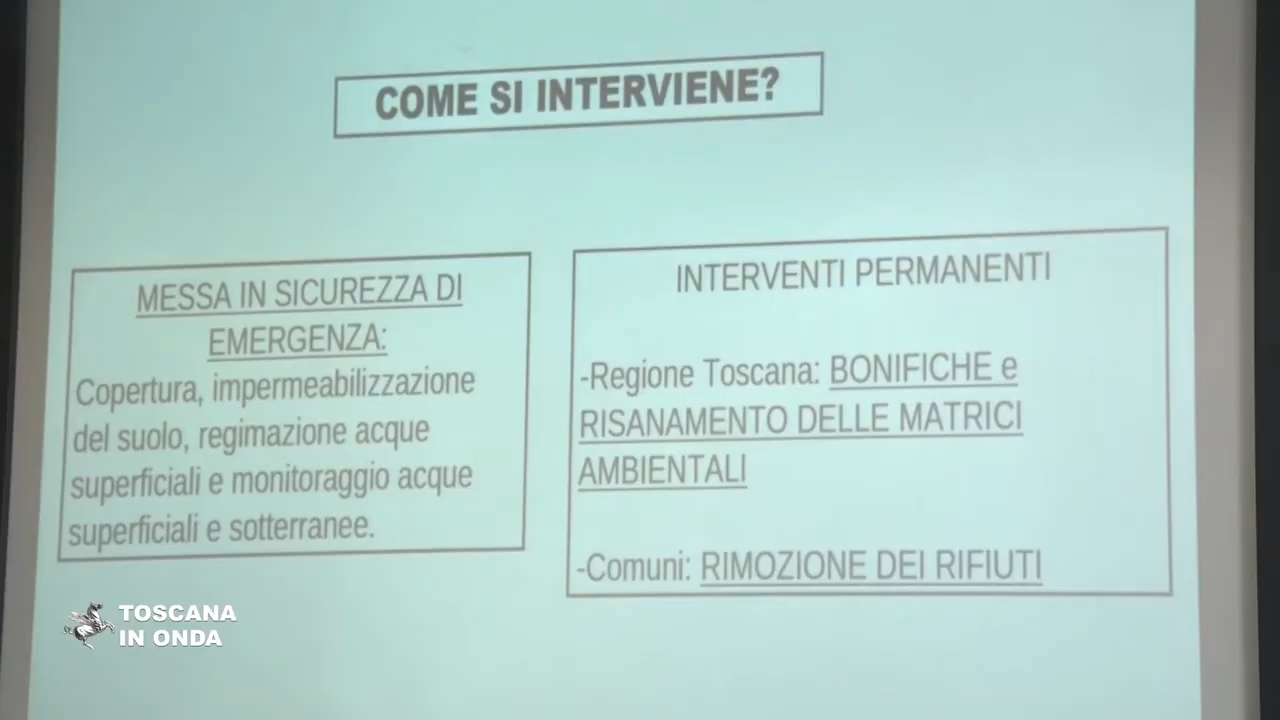 COME SI INTERVIENE?
MESSA IN SICUREZZA DI
EMERGENZA:
Copertura, impermeabilizzazione
del suolo, regimazione acque
superficiali e monitoraggio acque
superficiali e sotterranee.
INTERVENTI PERMANENTI
-Regione Toscana: BONIFICHE e
RISANAMENTO DELLE MATRICI
AMBIENTALI
-Comuni: RIMOZIONE DEI RIFIUTI
TOSCANA
IN ONDA